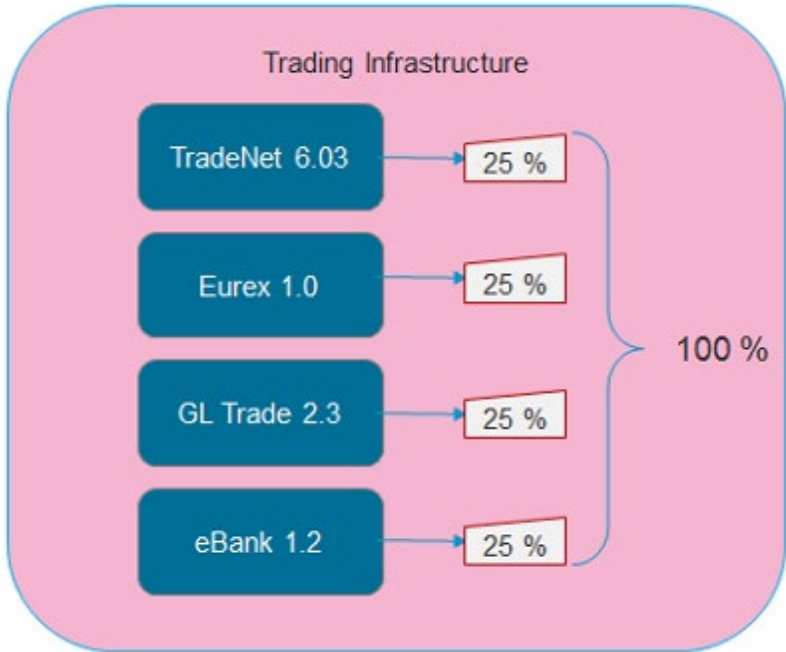 Trading Infrastructure
TradeNet 6.03
25 %
Eurex 1.0
25 %
100 %
GL Trade 2.3
25 %
eBank 1.2
25 %